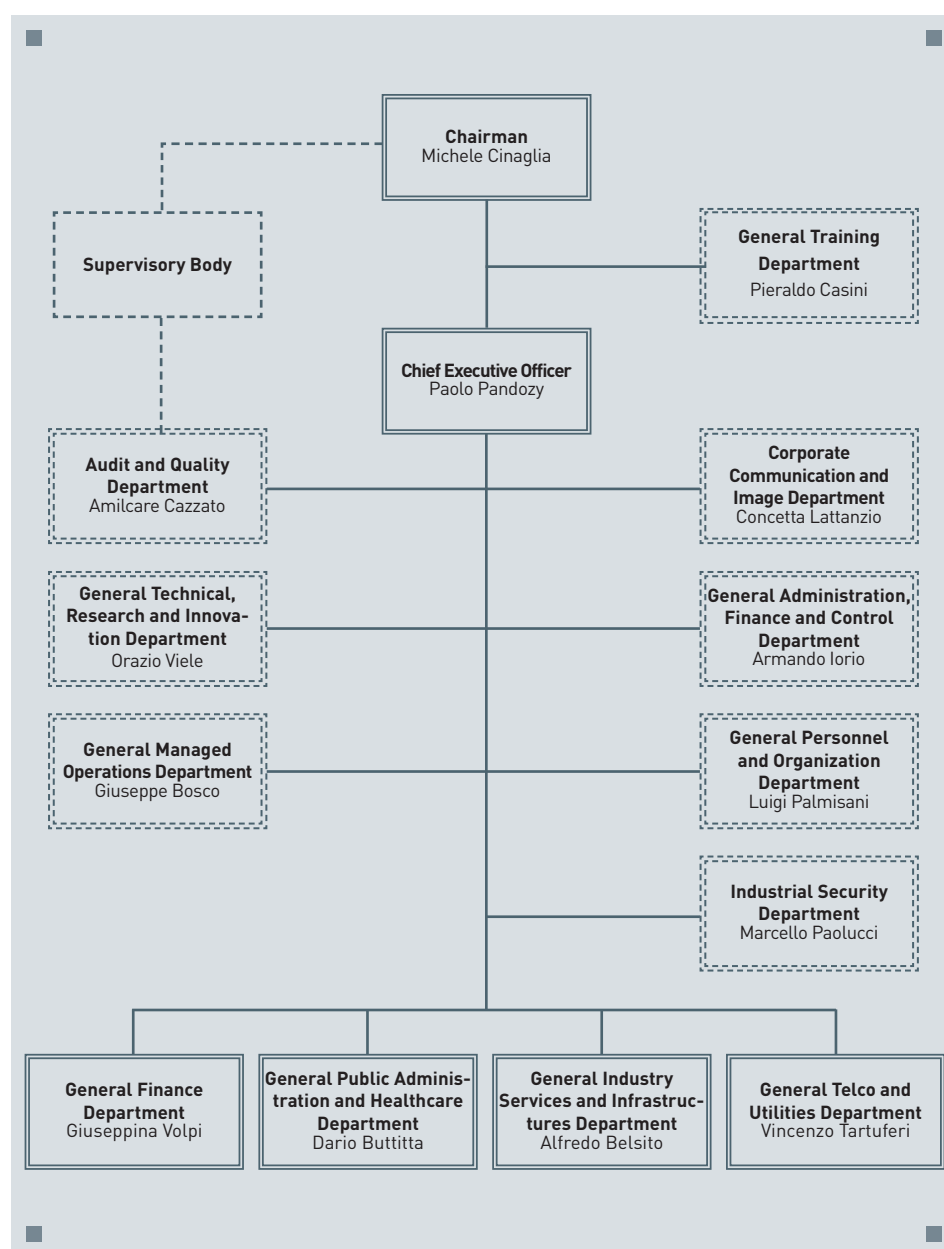 Chairman
Michele Cinaglia
General Training
Department
Pieraldo Casini
Supervisory Body
Chief Executive Officer
Paolo Pandozy
Audit and Quality
Department
Amilcare Cazzato
Corporate
Communication and
Image Department
Concetta Lattanzio
General Technical,
Research and Innova-
tion Department
Orazio Viele
General Administration,
Finance and Control
Department
Armando Iorio
General Managed
Operations Department
Giuseppe Bosco
General Personnel
and Organization
Department
Luigi Palmisani
Industrial Security
Department
Marcello Paolucci
General Finance
Department
Giuseppina Volpi
General Public Adminis-
tration and Healthcare
Department
Dario Buttitta
General Industry
Services and Infrastruc-
tures Department
Alfredo Belsito
General Telco and
Utilities Department
Vincenzo Tartuferi